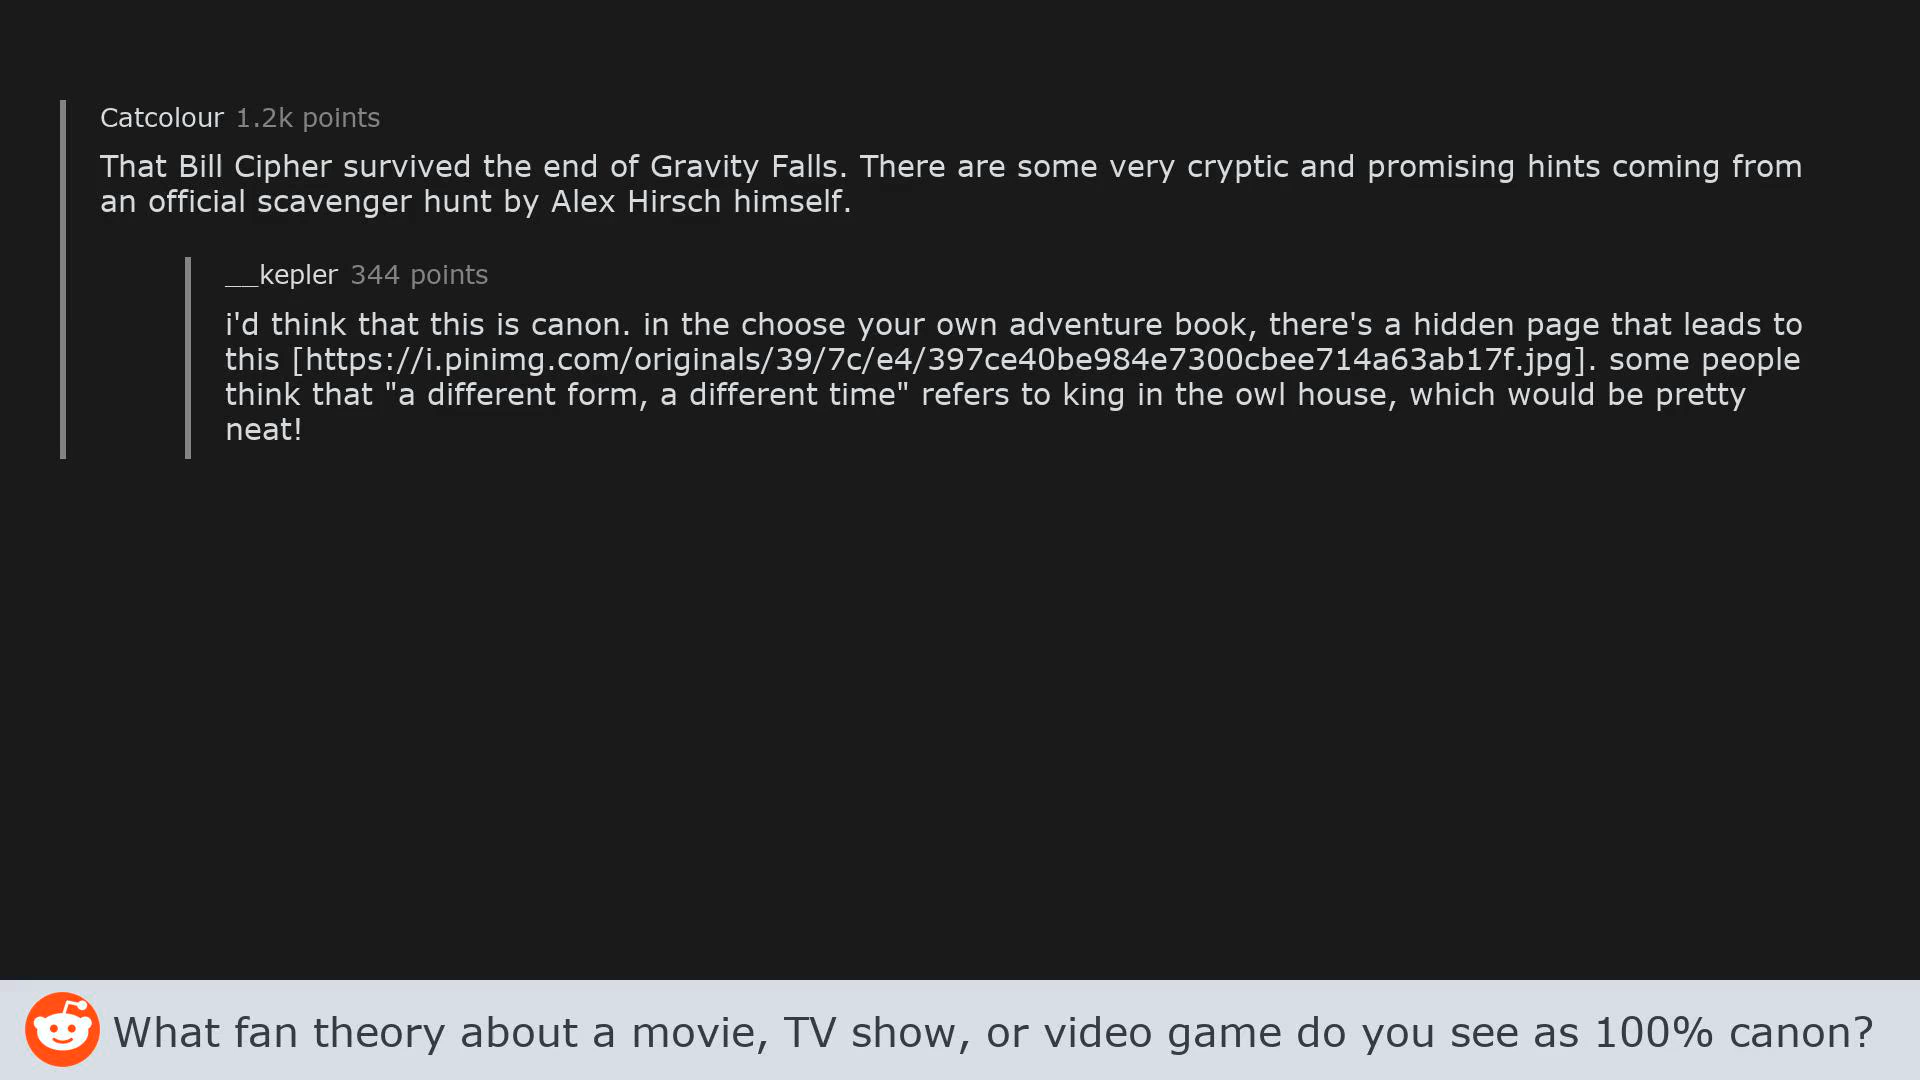 Catcolour 1.2k points
That Bill Cipher survived the end of Gravity Falls. There are some very cryptic and promising hints coming from
an official scavenger hunt by Alex Hirsch himself.
__kepler 344 points
i'd think that this is canon. in the choose your own adventure book, there's a hidden page that leads to
this [https://i.pinimg.com/originals/39/7c/e4/397ce40be984e7300cbee714a63ab17f.jpg]. some people
think that "a different form, a different time" refers to king in the owl house, which would be pretty
neat!
What fan theory about a movie, TV show, or video game do you see as 100% canon?